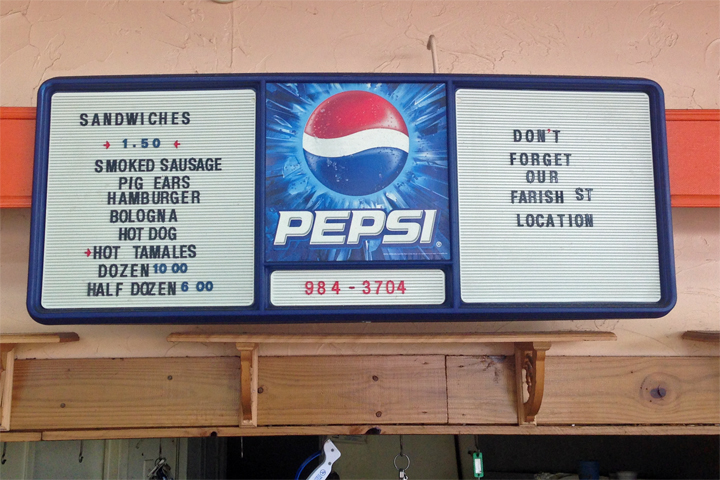 SANDWICHES
1.50
SMOKED SAUSAGE
PIG EARS
HAMBURGER
BOLOGNA
HOT DOG
HOT TAMALES
DOZEN 10 00
HALF DOZEN 6 00
PEPSI
984-3704
DON'T
FORGET
OUR
FARISH ST
LOCATION